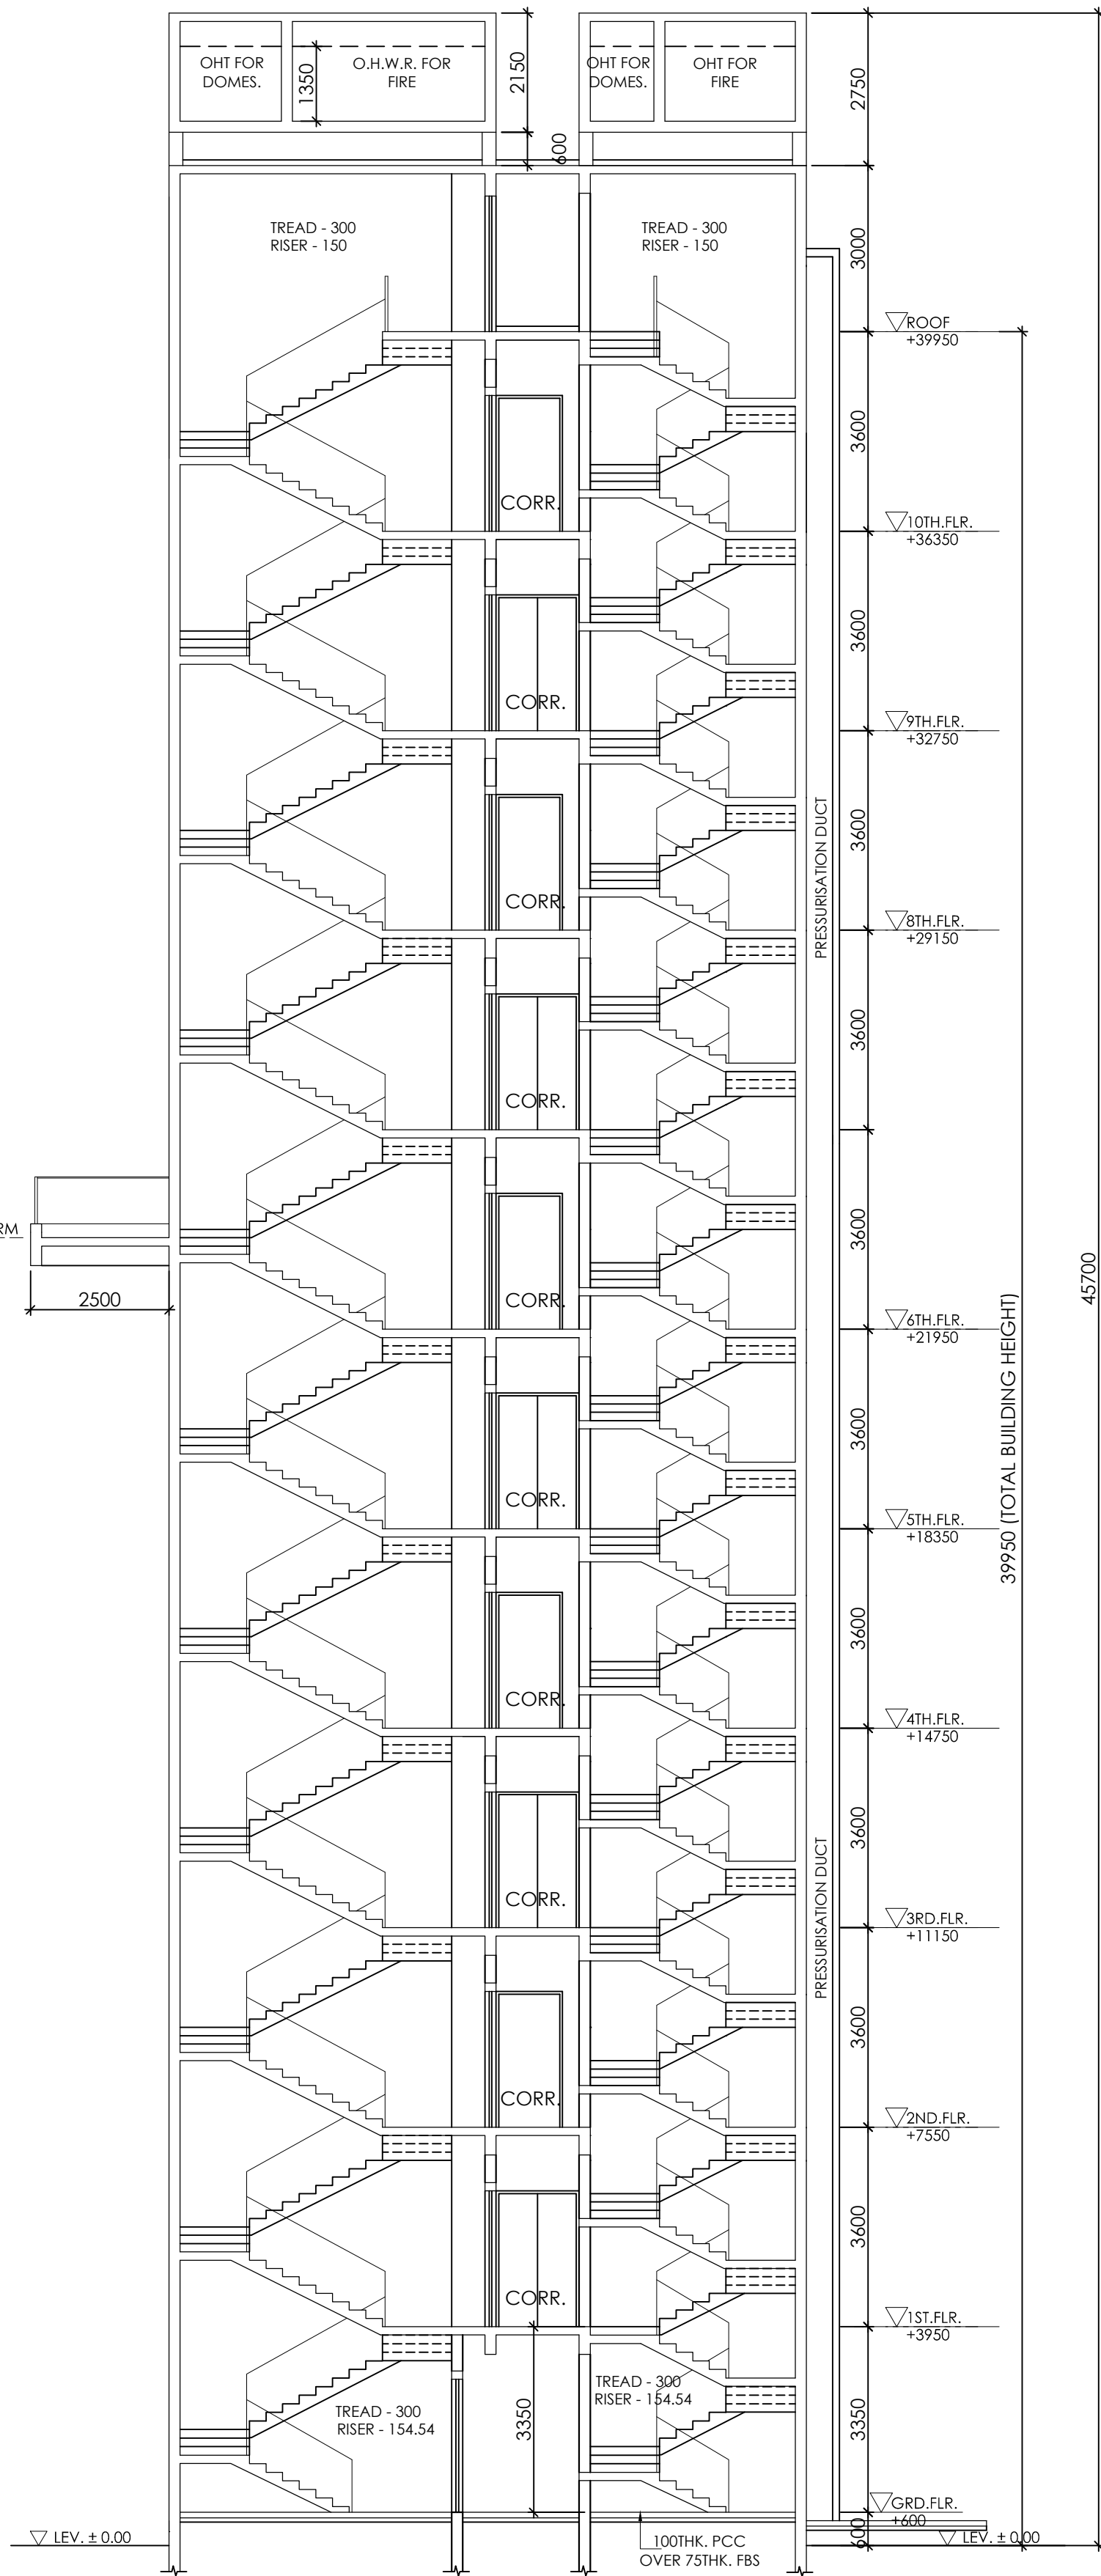 OHT FOR
DOMES.
O.H.W.R. FOR
FIRE
1350
2150
600
OHT FOR
DOMES.
OHT FOR
FIRE
2750
TREAD - 300
RISER - 150
TREAD - 300
RISER - 150
3000
ROOF
+39950
3600
CORR.
10TH.FLR.
+36350
3600
CORR.
9TH.FLR.
+32750
PRESSURISATION DUCT
3600
CORR.
8TH.FLR.
+29150
3600
CORR.
RM
2500
3600
CORR.
6TH.FLR.
+21950
45700
39950 (TOTAL BUILDING HEIGHT)
3600
CORR.
5TH.FLR.
+18350
3600
CORR.
4TH.FLR.
+14750
PRESSURISATION DUCT
3600
CORR.
3RD.FLR.
+11150
3600
CORR.
2ND.FLR.
+7550
3600
CORR.
1ST.FLR.
+3950
TREAD - 300
RISER - 154.54
TREAD - 300
RISER - 154.54
3350
3350
GRD.FLR.
+600
600
LEV. ± 0.00
100THK. PCC
OVER 75THK. FBS
LEV. ± 0.00